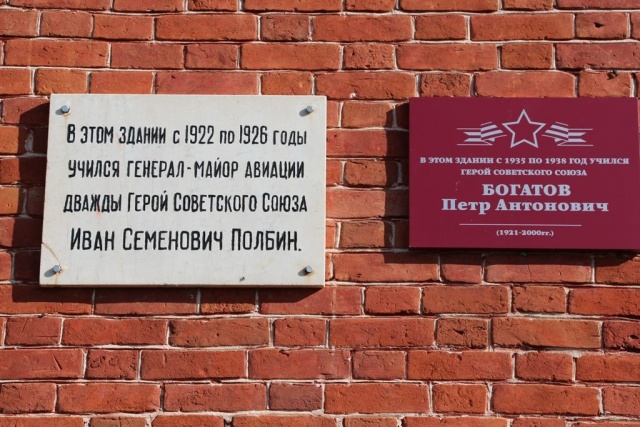 В ЭТОМ ЗДАНИИ С 1922 ПО 1926 ГОДЫ
УЧИЛСЯ ГЕНЕРАЛ-МАЙОР АВИАЦИИ
ДВАЖДЫ ГЕРОЙ СОВЕТСКОГО СОЮЗА
ИВАН СЕМЕНОВИЧ ПОЛБИН.
В ЭТОМ ЗДАНИИ С 1935 ПО 1938 ГОД УЧИЛСЯ
ГЕРОЙ СОВЕТСКОГО СОЮЗА
БОГАТОВ
Петр Антонович
(1921-2000гг.)